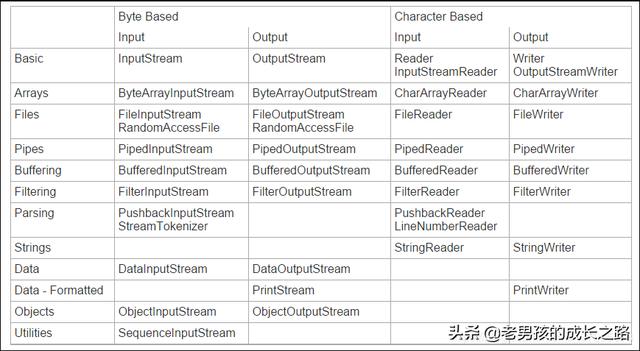 Byte Based Character Based
Input Output Input Output
Basic InputStream OutputStream Reader Writer
InputStreamReader OutputStreamWriter
Arrays ByteArrayInputStream ByteArrayOutputStream CharArrayReader CharArrayWriter
Files FileInputStream FileOutputStream FileReader FileWriter
RandomAccessFile RandomAccessFile
Pipes PipedInputStream PipedOutputStream PipedReader PipedWriter
Buffering BufferedInputStream BufferedOutputStream BufferedReader BufferedWriter
Filtering FilterInputStream FilterOutputStream FilterReader FilterWriter
Parsing PushbackInputStream PushbackReader
StreamTokenizer LineNumberReader
Strings StringReader StringWriter
Data DataInputStream DataOutputStream
Data - Formatted PrintStream PrintWriter
Objects ObjectInputStream ObjectOutputStream
Utilities SequenceInputStream
头条 @老男孩的成长之路